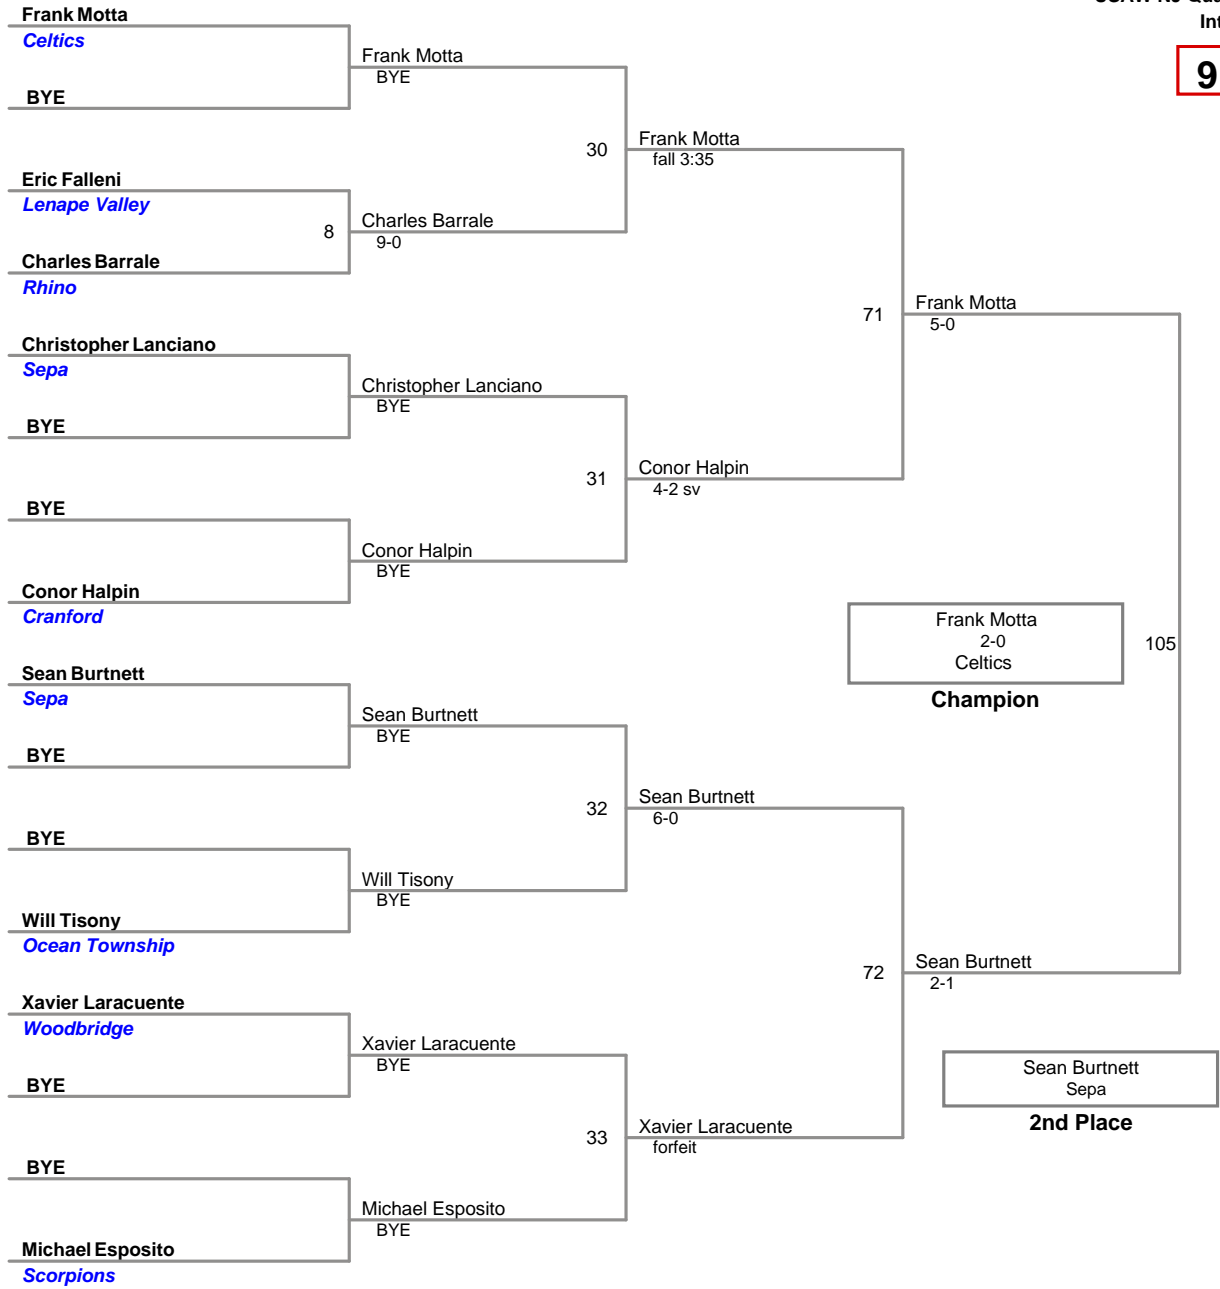 Frank Motta
Celtics
BYE
Eric Falleni
Lenape Valley
Charles Barrale
Rhino
Christopher Lanciano
Sepa
BYE
BYE
Conor Halpin
Cranford
Sean Burtnett
Sepa
BYE
BYE
Will Tisony
Ocean Township
Xavier Laracuente
Woodbridge
BYE
BYE
Michael Esposito
Scorpions
8
Frank Motta
BYE
Charles Barrale
9-0
Christopher Lanciano
BYE
Conor Halpin
BYE
Sean Burtnett
BYE
Will Tisony
BYE
Xavier Laracuente
BYE
Michael Esposito
BYE
30
31
32
33
Frank Motta
fall 3:35
Conor Halpin
4-2 sv
Sean Burtnett
6-0
Xavier Laracuente
forfeit
71
72
Frank Motta
5-0
Sean Burtnett
2-1
105
Frank Motta
2-0
Celtics
Champion
Sean Burtnett
Sepa
2nd Place
Int
9